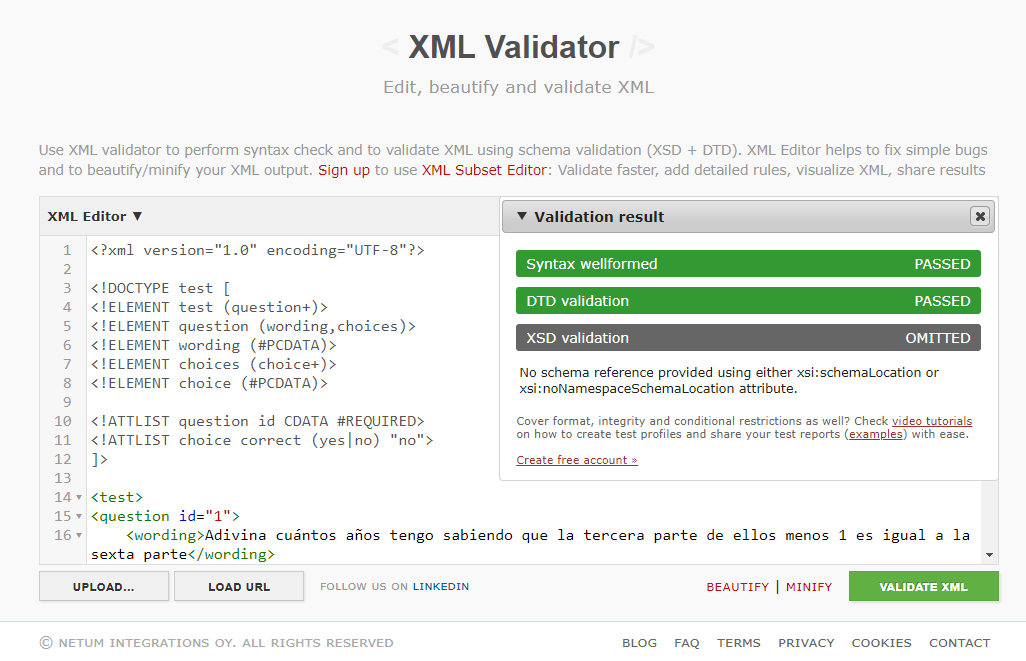 < XML Validator />
Edit, beautify and validate XML
Use XML validator to perform syntax check and to validate XML using schema validation (XSD + DTD). XML Editor helps to fix simple bugs
and to beautify/minify your XML output. Sign up to use XML Subset Editor: Validate faster, add detailed rules, visualize XML, share results
XML Editor ▼
1 <?xml version="1.0" encoding="UTF-8"?>
2
3 <!DOCTYPE test [
4 <!ELEMENT test (question+)>
5 <!ELEMENT question (wording,choices)>
6 <!ELEMENT wording (#PCDATA)>
7 <!ELEMENT choices (choice+)>
8 <!ELEMENT choice (#PCDATA)>
9
10 <!ATTLIST question id CDATA #REQUIRED>
11 <!ATTLIST choice correct (yes|no) "no">
12 ]>
13
14 <test>
15 <question id="1">
16 <wording>Adivina cuántos años tengo sabiendo que la tercera parte de ellos menos 1 es igual a la
sexta parte</wording>
▼ Validation result
Syntax wellformed PASSED
DTD validation PASSED
XSD validation OMITTED
No schema reference provided using either xsi:schemaLocation or
xsi:noNamespaceSchemaLocation attribute.
Cover format, integrity and conditional restrictions as well? Check video tutorials
on how to create test profiles and share your test reports (examples) with ease.
Create free account »
UPLOAD... LOAD URL FOLLOW US ON LINKEDIN BEAUTIFY | MINIFY VALIDATE XML
© NETUM INTEGRATIONS OY. ALL RIGHTS RESERVED BLOG FAQ TERMS PRIVACY COOKIES CONTACT